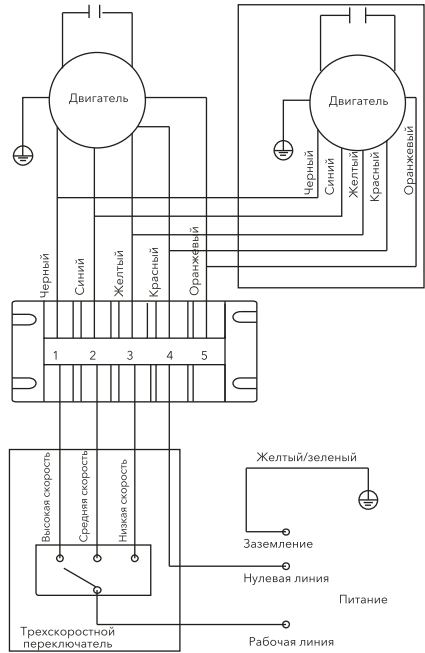 Двигатель
Двигатель
Черный
Синий
Желтый
Красный
Оранжевый
Черный
Синий
Желтый
Красный
Оранжевый
1 2 3 4 5
Высокая скорость
Средняя скорость
Низкая скорость
Желтый/зеленый
Заземление
Нулевая линия
Питание
Трехскоростной
переключатель
Рабочая линия